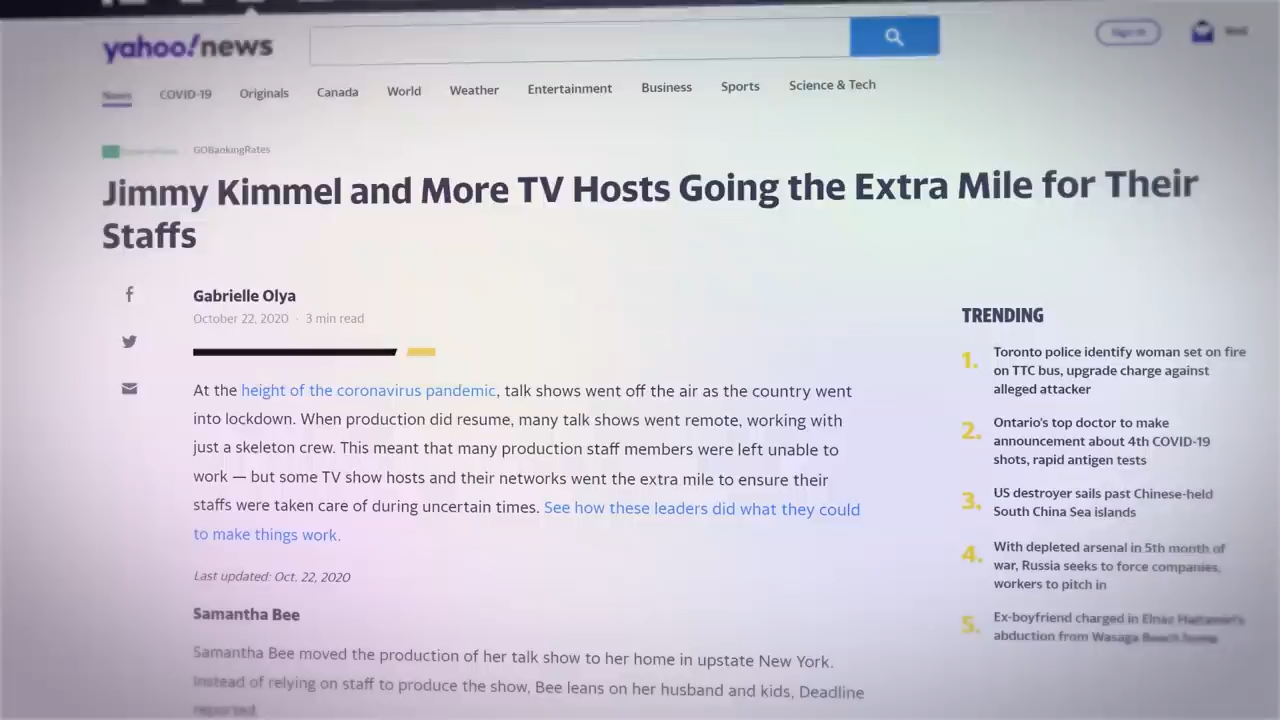 yahoo!news
Sign in
Mail
News COVID-19 Originals Canada World Weather Entertainment Business Sports Science & Tech
GOBankingRates
Jimmy Kimmel and More TV Hosts Going the Extra Mile for Their
Staffs
Gabrielle Olya
October 22, 2020 · 3 min read
At the height of the coronavirus pandemic, talk shows went off the air as the country went
into lockdown. When production did resume, many talk shows went remote, working with
just a skeleton crew. This meant that many production staff members were left unable to
work — but some TV show hosts and their networks went the extra mile to ensure their
staffs were taken care of during uncertain times. See how these leaders did what they could
to make things work.
Last updated: Oct. 22, 2020
Samantha Bee
Samantha Bee moved the production of her talk show to her home in upstate New York.
Instead of relying on staff to produce the show, Bee leans on her husband and kids, Deadline
reported.
TRENDING
1. Toronto police identify woman set on fire
on TTC bus, upgrade charge against
alleged attacker
2. Ontario's top doctor to make
announcement about 4th COVID-19
shots, rapid antigen tests
3. US destroyer sails past Chinese-held
South China Sea islands
4. With depleted arsenal in 5th month of
war, Russia seeks to force companies,
workers to pitch in
5. Ex-boyfriend charged in Elnaz
abduction from Wasaga Beach home